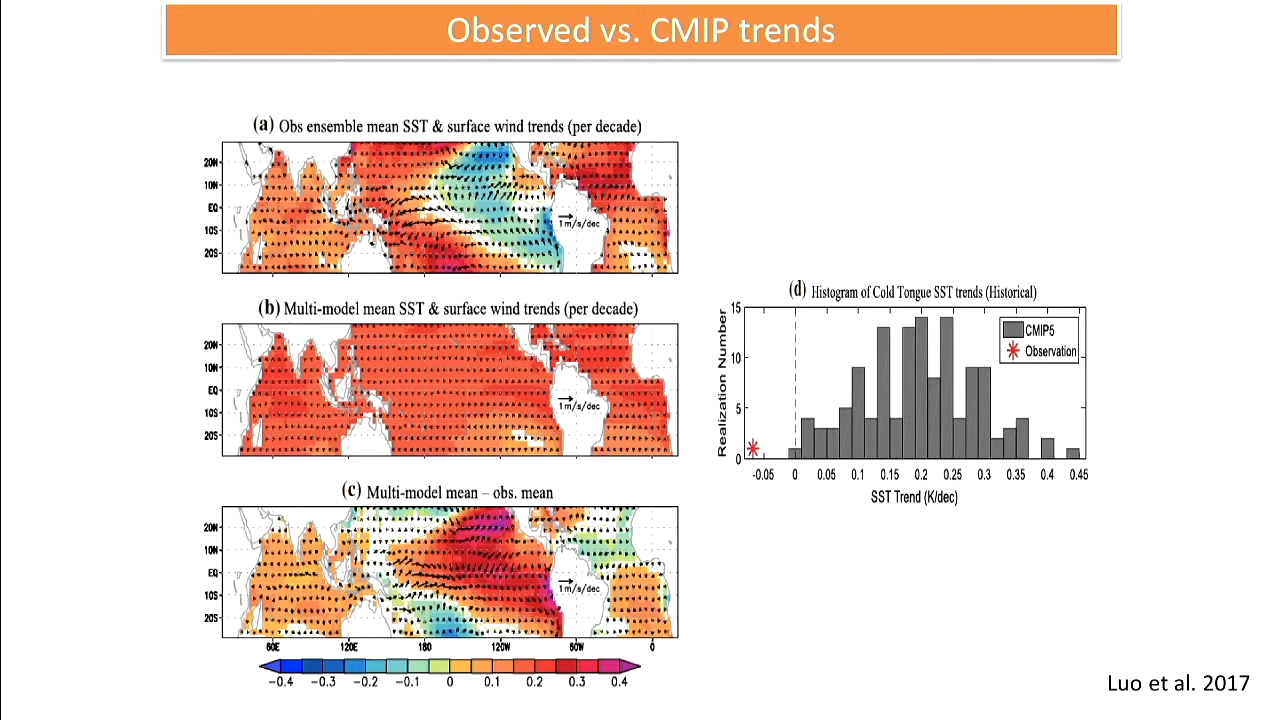 Observed vs. CMIP trends
(a) Obs ensemble mean SST & surface wind trends (per decade)
20N
10N
EQ
10S
20S
1m/s/dec
(b) Multi-model mean SST & surface wind trends (per decade)
20N
10N
EQ
10S
20S
1m/s/dec
(c) Multi-model mean – obs. mean
20N
10N
EQ
10S
20S
1m/s/dec
60E 120E 180 120W 60W 0
-0.4 -0.3 -0.2 -0.1 0 0.1 0.2 0.3 0.4
(d) Histogram of Cold Tongue SST trends (Historical)
Realization Number
15
10
5
0
CMIP5
Observation
-0.05 0 0.05 0.1 0.15 0.2 0.25 0.3 0.35 0.4 0.45
SST Trend (K/dec)
Luo et al. 2017